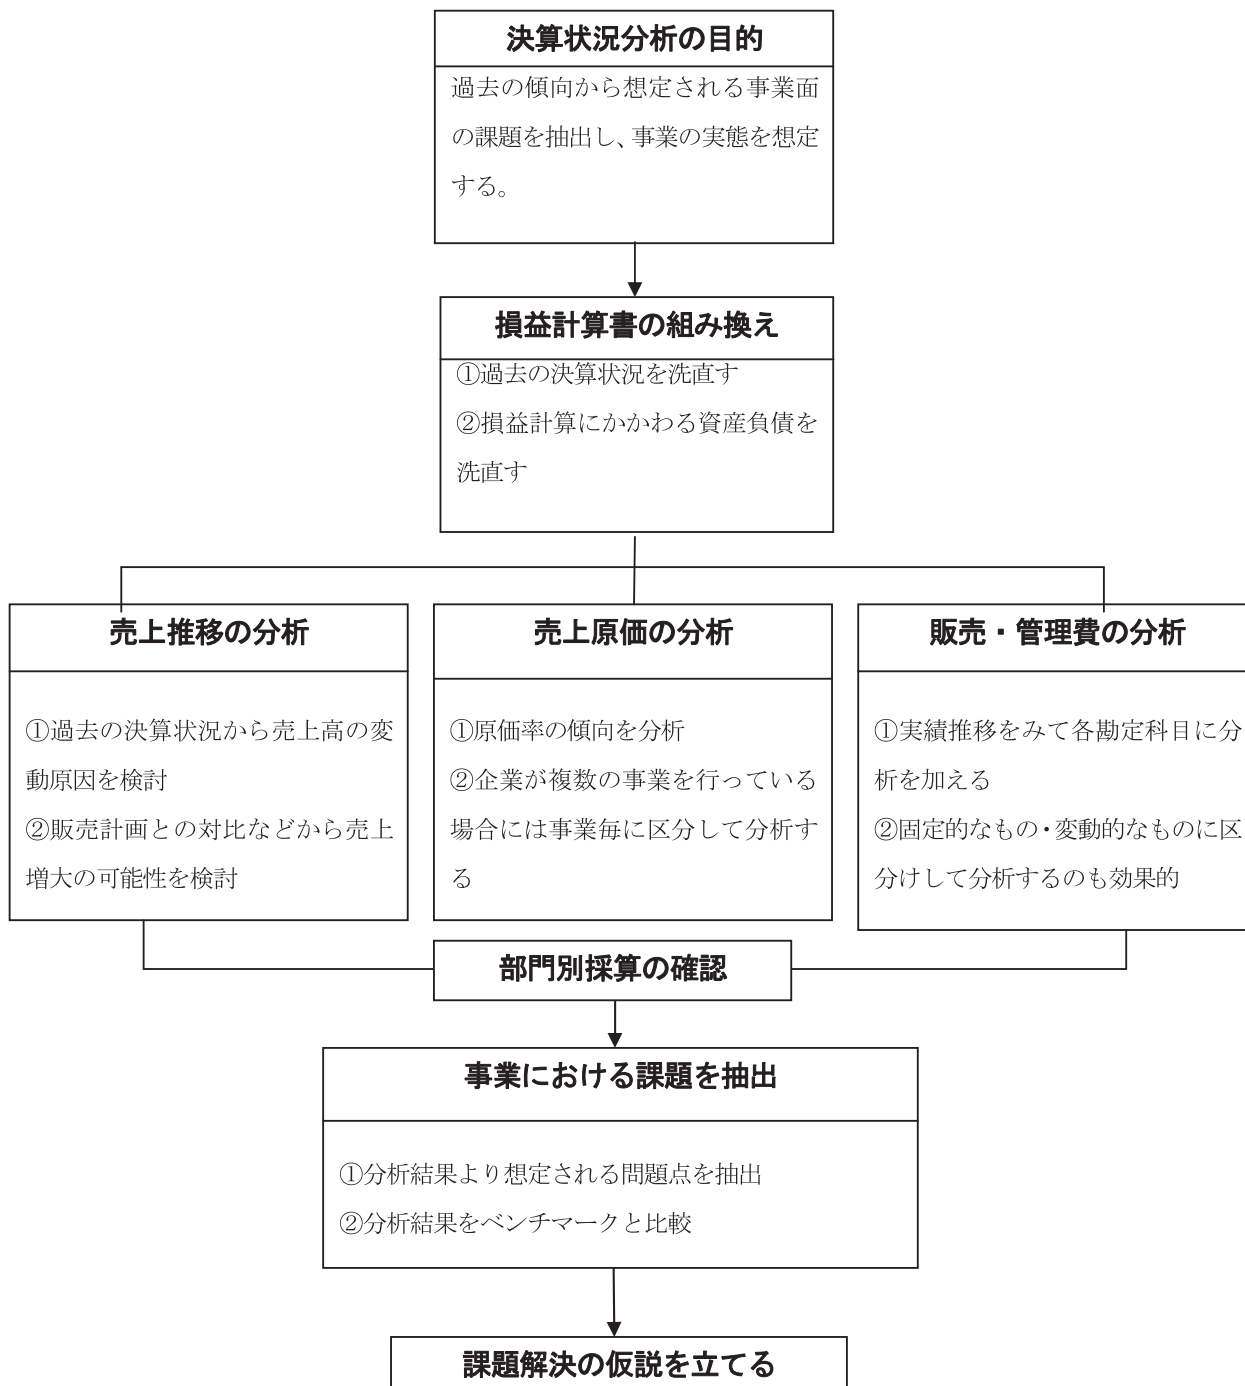 決算状況分析の目的
過去の傾向から想定される事業面
の課題を抽出し、事業の実態を想定
する。
損益計算書の組み換え
①過去の決算状況を洗直す
②損益計算にかかわる資産負債を
洗直す
売上推移の分析
①過去の決算状況から売上高の変
動原因を検討
②販売計画との対比などから売上
増大の可能性を検討
売上原価の分析
①原価率の傾向を分析
②企業が複数の事業を行っている
場合には事業毎に区分して分析す
る
販売・管理費の分析
①実績推移をみて各勘定科目に分
析を加える
②固定的なもの・変動的なものに区
分けして分析するのも効果的
部門別採算の確認
事業における課題を抽出
①分析結果より想定される問題点を抽出
②分析結果をベンチマークと比較
課題解決の仮説を立てる